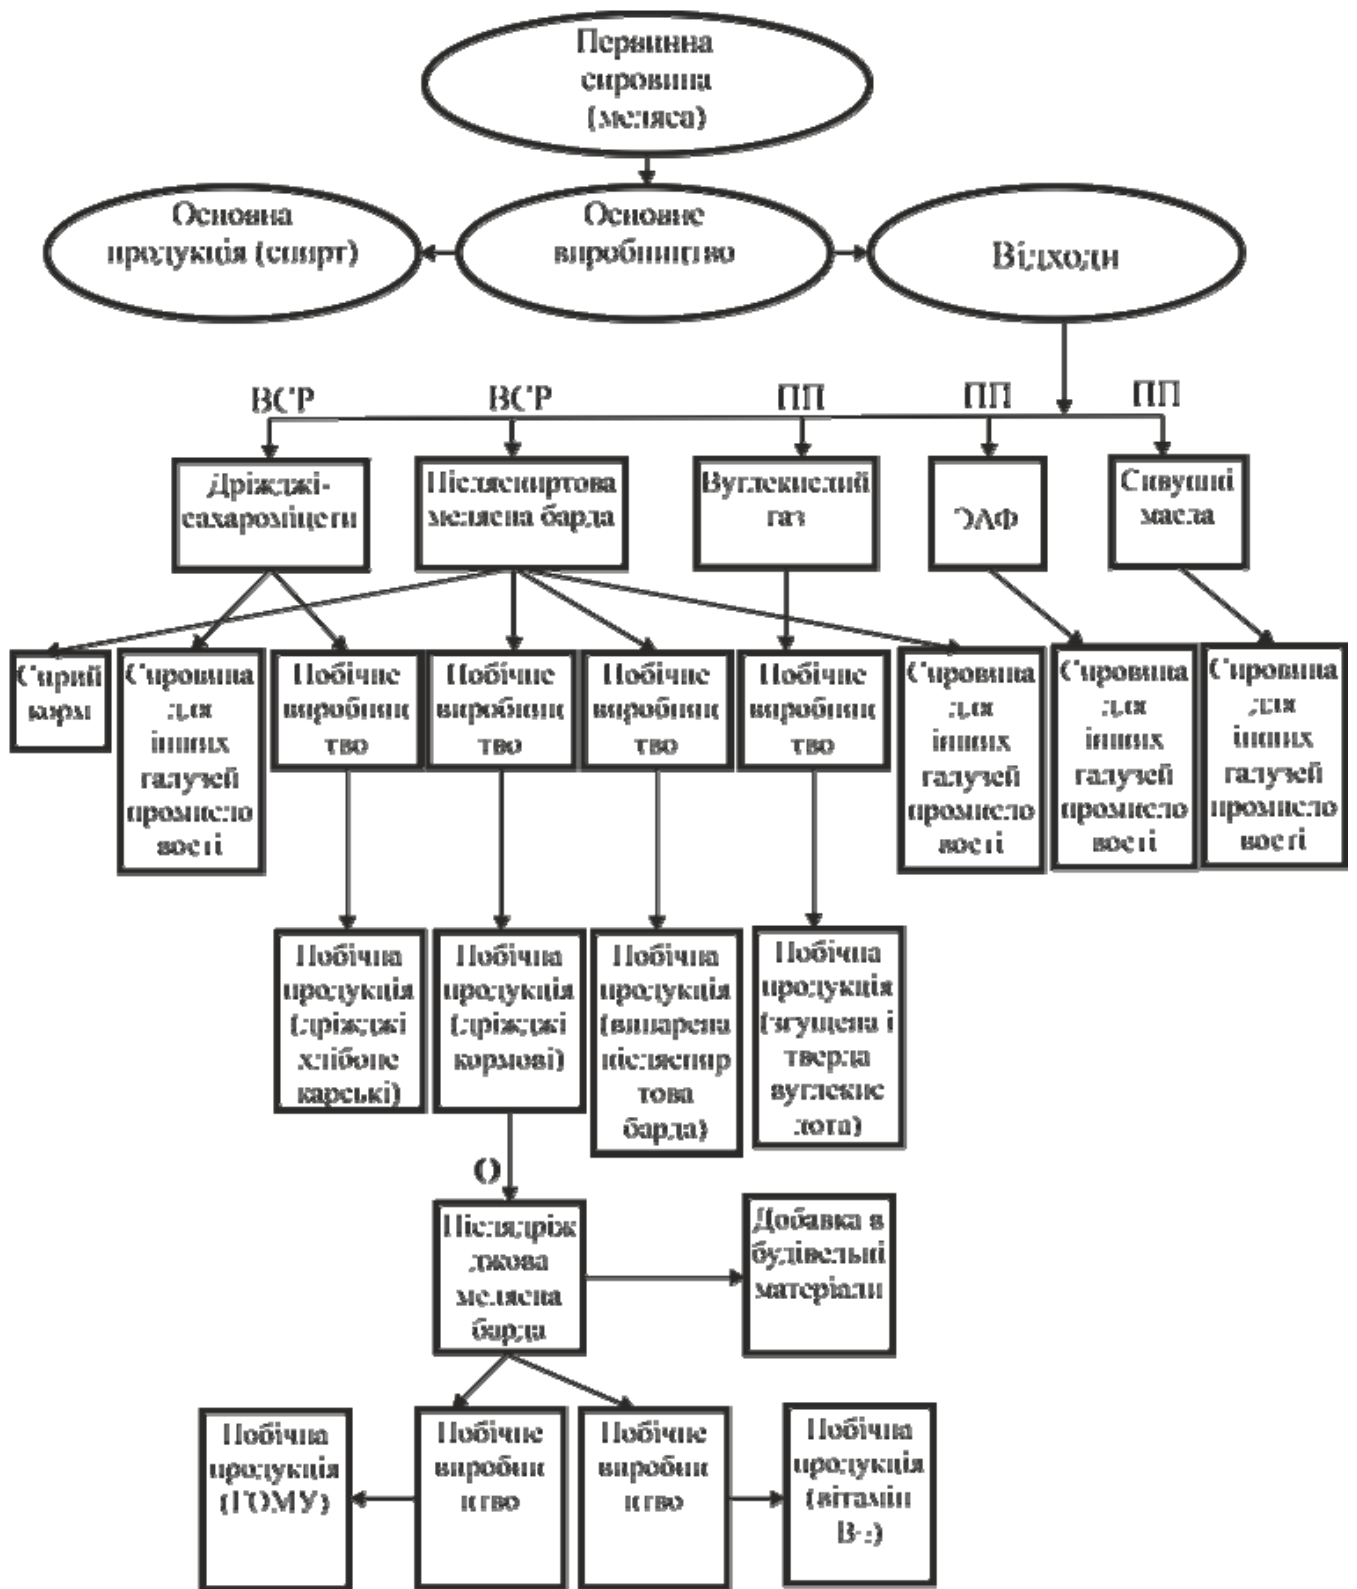 Первинна
сировина
(меляса)
Основна
продукція (спирт)
Основне
виробництво
Відходи
ВСР
ВСР
ПП
ПП
ПП
Дріжджі-
сахароміцети
Післяспиртова
мелясна барда
Вуглекислий
газ
ЭАФ
Сивушні
масла
Сирий
корм
Сировина
для
інших
галузей
промисло
вості
Побічне
виробниц
тво
Побічне
виробниц
тво
Побічне
виробниц
тво
Побічне
виробниц
тво
Сировина
для
інших
галузей
промисло
вості
Сировина
для
інших
галузей
промисло
вості
Сировина
для
інших
галузей
промисло
вості
Побічна
продукція
(дріжджі
хлібопе
карські)
Побічна
продукція
(дріжджі
кормові)
Побічна
продукція
(випарена
післяспир
това
барда)
Побічна
продукція
(згущена і
тверда
вуглекис
лота)
О
Післядріж
джова
мелясна
барда
Добавка в
будівельні
матеріали
Побічна
продукція
(ГОМУ)
Побічне
виробн
ицтво
Побічне
виробн
ицтво
Побічна
продукція
(вітамін